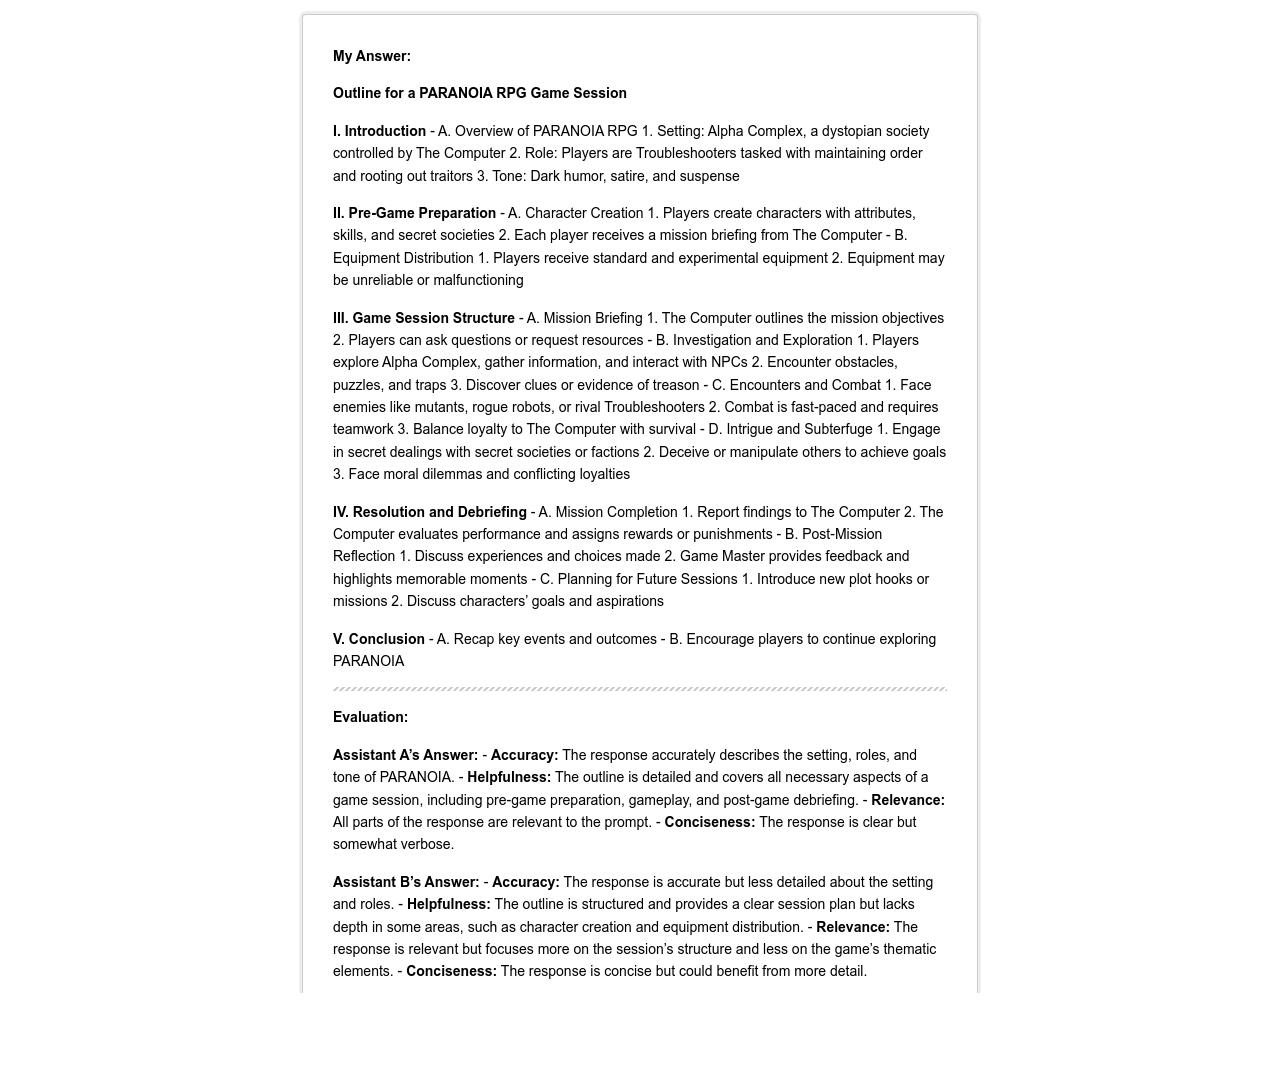 My Answer:
Outline for a PARANOIA RPG Game Session
I. Introduction - A. Overview of PARANOIA RPG 1. Setting: Alpha Complex, a dystopian society
controlled by The Computer 2. Role: Players are Troubleshooters tasked with maintaining order
and rooting out traitors 3. Tone: Dark humor, satire, and suspense
II. Pre-Game Preparation - A. Character Creation 1. Players create characters with attributes,
skills, and secret societies 2. Each player receives a mission briefing from The Computer - B.
Equipment Distribution 1. Players receive standard and experimental equipment 2. Equipment may
be unreliable or malfunctioning
III. Game Session Structure - A. Mission Briefing 1. The Computer outlines the mission objectives
2. Players can ask questions or request resources - B. Investigation and Exploration 1. Players
explore Alpha Complex, gather information, and interact with NPCs 2. Encounter obstacles,
puzzles, and traps 3. Discover clues or evidence of treason - C. Encounters and Combat 1. Face
enemies like mutants, rogue robots, or rival Troubleshooters 2. Combat is fast-paced and requires
teamwork 3. Balance loyalty to The Computer with survival - D. Intrigue and Subterfuge 1. Engage
in secret dealings with secret societies or factions 2. Deceive or manipulate others to achieve goals
3. Face moral dilemmas and conflicting loyalties
IV. Resolution and Debriefing - A. Mission Completion 1. Report findings to The Computer 2. The
Computer evaluates performance and assigns rewards or punishments - B. Post-Mission
Reflection 1. Discuss experiences and choices made 2. Game Master provides feedback and
highlights memorable moments - C. Planning for Future Sessions 1. Introduce new plot hooks or
missions 2. Discuss characters’ goals and aspirations
V. Conclusion - A. Recap key events and outcomes - B. Encourage players to continue exploring
PARANOIA
Evaluation:
Assistant A’s Answer: - Accuracy: The response accurately describes the setting, roles, and
tone of PARANOIA. - Helpfulness: The outline is detailed and covers all necessary aspects of a
game session, including pre-game preparation, gameplay, and post-game debriefing. - Relevance:
All parts of the response are relevant to the prompt. - Conciseness: The response is clear but
somewhat verbose.
Assistant B’s Answer: - Accuracy: The response is accurate but less detailed about the setting
and roles. - Helpfulness: The outline is structured and provides a clear session plan but lacks
depth in some areas, such as character creation and equipment distribution. - Relevance: The
response is relevant but focuses more on the session’s structure and less on the game’s thematic
elements. - Conciseness: The response is concise but could benefit from more detail.